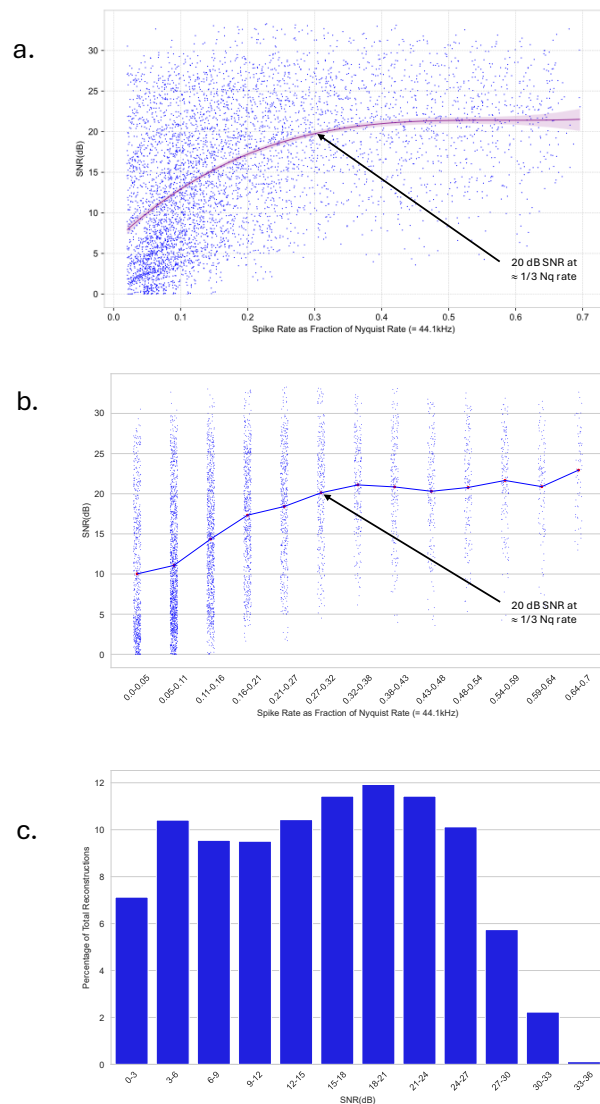 a.
SNR(dB)
30
25
20
15
10
5
0
0.0 0.1 0.2 0.3 0.4 0.5 0.6 0.7
Spike Rate as Fraction of Nyquist Rate (= 44.1kHz)
20 dB SNR at
≈ 1/3 Nq rate
b.
SNR(dB)
30
25
20
15
10
5
0
0.0-0.05 0.05-0.11 0.11-0.16 0.16-0.21 0.21-0.27 0.27-0.32 0.32-0.38 0.38-0.43 0.43-0.48 0.48-0.54 0.54-0.59 0.59-0.64 0.64-0.7
Spike Rate as Fraction of Nyquist Rate (= 44.1kHz)
20 dB SNR at
≈ 1/3 Nq rate
c.
Percentage of Total Reconstructions
12
10
8
6
4
2
0
0-3 3-6 6-9 9-12 12-15 15-18 18-21 21-24 24-27 27-30 30-33 33-36
SNR(dB)